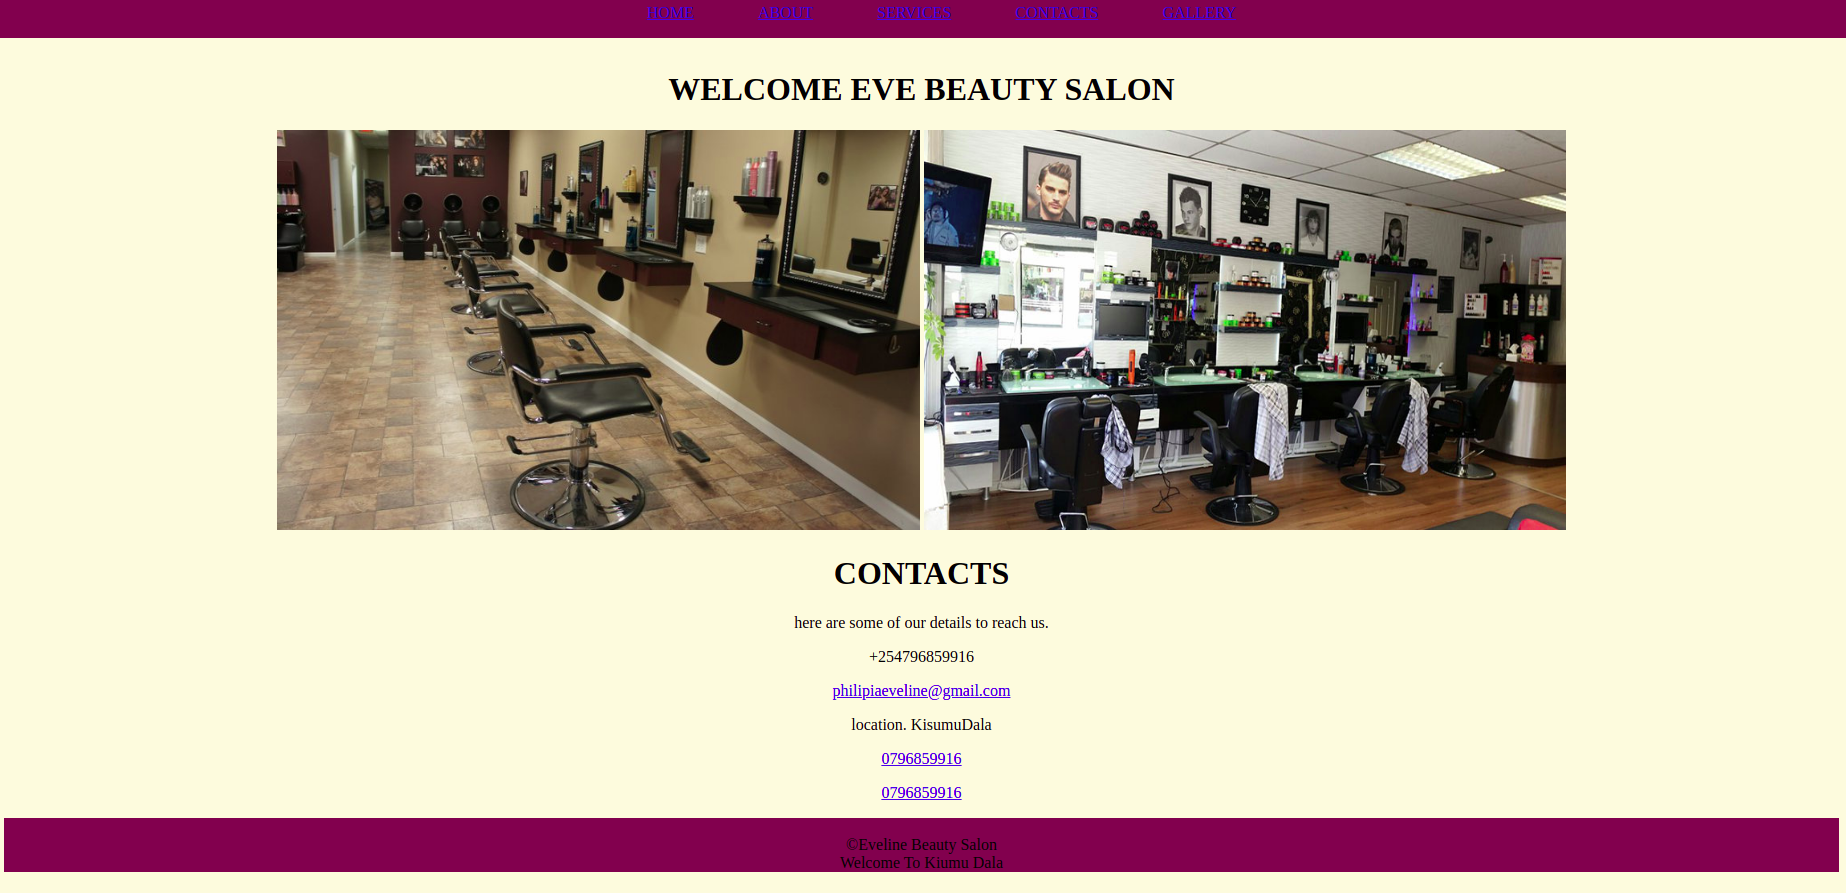 HOME ABOUT SERVICES CONTACTS GALLERY
WELCOME EVE BEAUTY SALON
CONTACTS
here are some of our details to reach us.
+254796859916
philipiaeveline@gmail.com
location. KisumuDala
0796859916
0796859916
©Eveline Beauty Salon
Welcome To Kiumu Dala